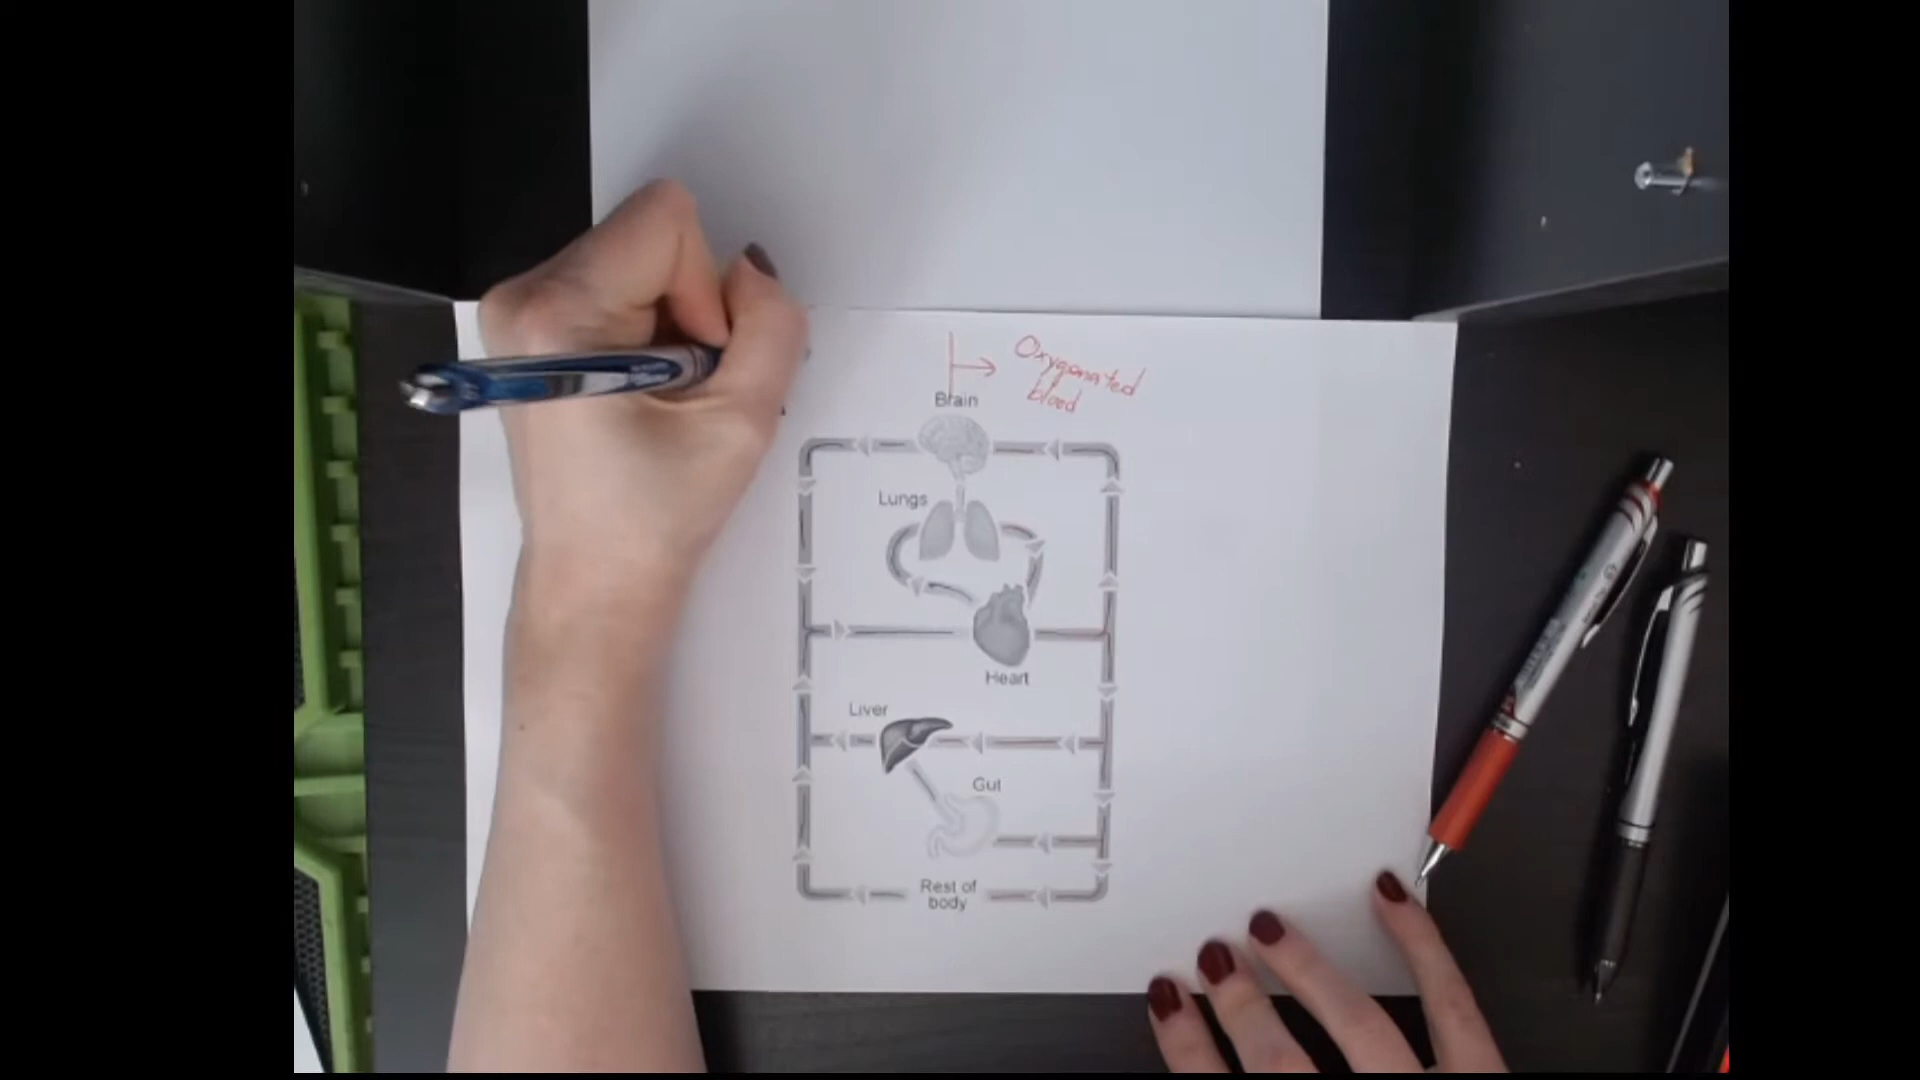 Oxygenated
blood
Brain
Lungs
Heart
Liver
Gut
Rest of
body